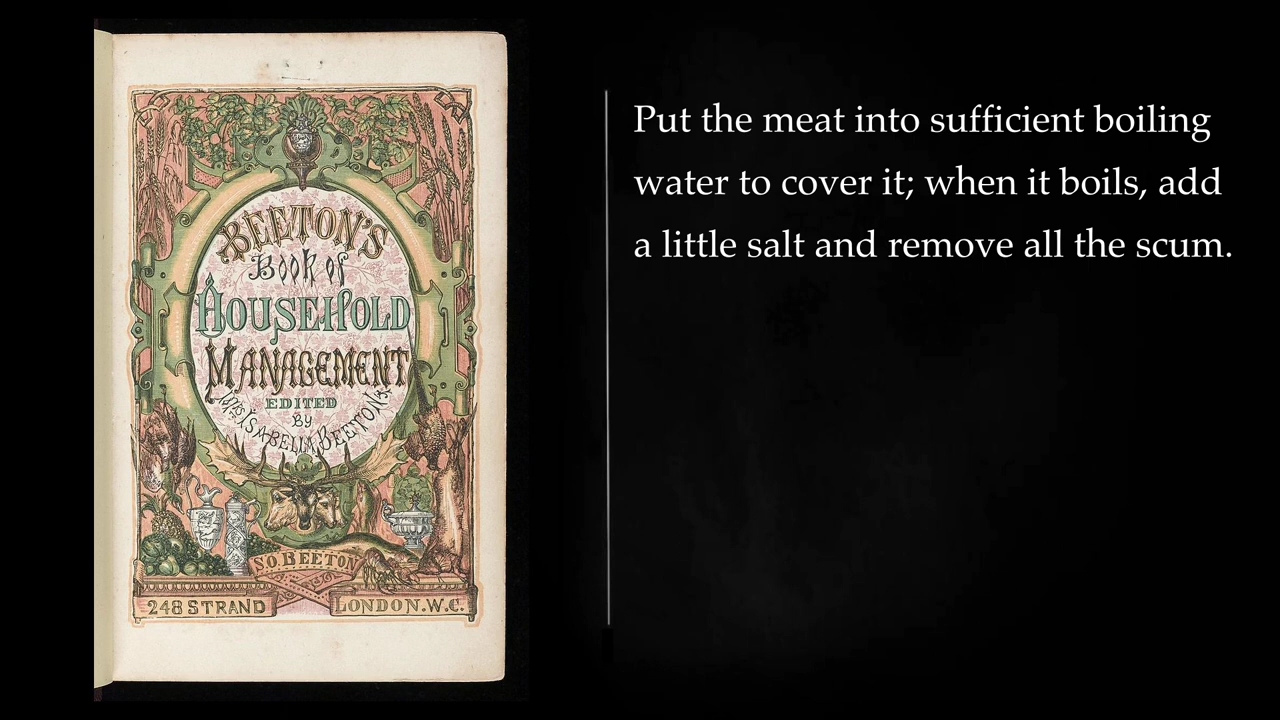 BEETON'S
Book of
HOUSEHOLD
MANAGEMENT
EDITED
BY
MRS ISABELLA BEETON
S.O. BEETON
248 STRAND
LONDON. W.C.
Put the meat into sufficient boiling
water to cover it; when it boils, add
a little salt and remove all the scum.